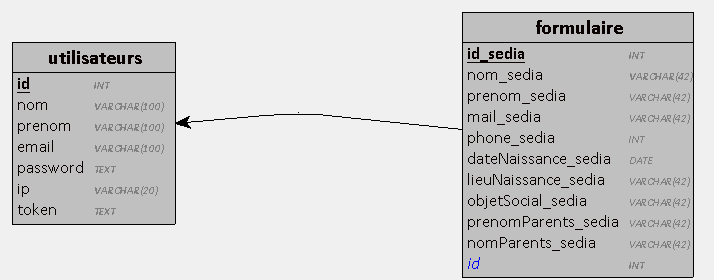 utilisateurs
id INT
nom VARCHAR(100)
prenom VARCHAR(100)
email VARCHAR(100)
password TEXT
ip VARCHAR(20)
token TEXT
formulaire
id_sedia INT
nom_sedia VARCHAR(42)
prenom_sedia VARCHAR(42)
mail_sedia VARCHAR(42)
phone_sedia INT
dateNaissance_sedia DATE
lieuNaissance_sedia VARCHAR(42)
objetSocial_sedia VARCHAR(42)
prenomParents_sedia VARCHAR(42)
nomParents_sedia VARCHAR(42)
id INT